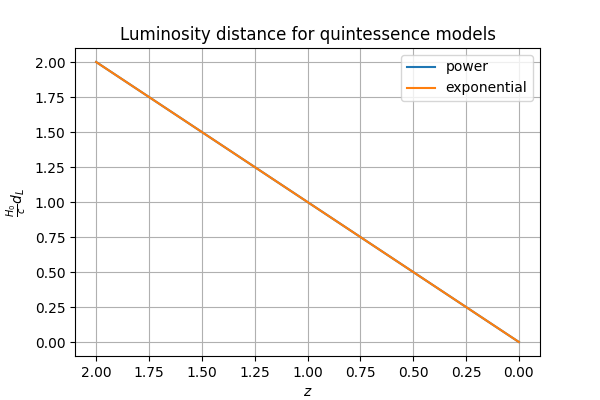 Luminosity distance for quintessence models
power
exponential
2.00
1.75
1.50
1.25
1.00
0.75
0.50
0.25
0.00
H₀/c d_L
2.00 1.75 1.50 1.25 1.00 0.75 0.50 0.25 0.00
z